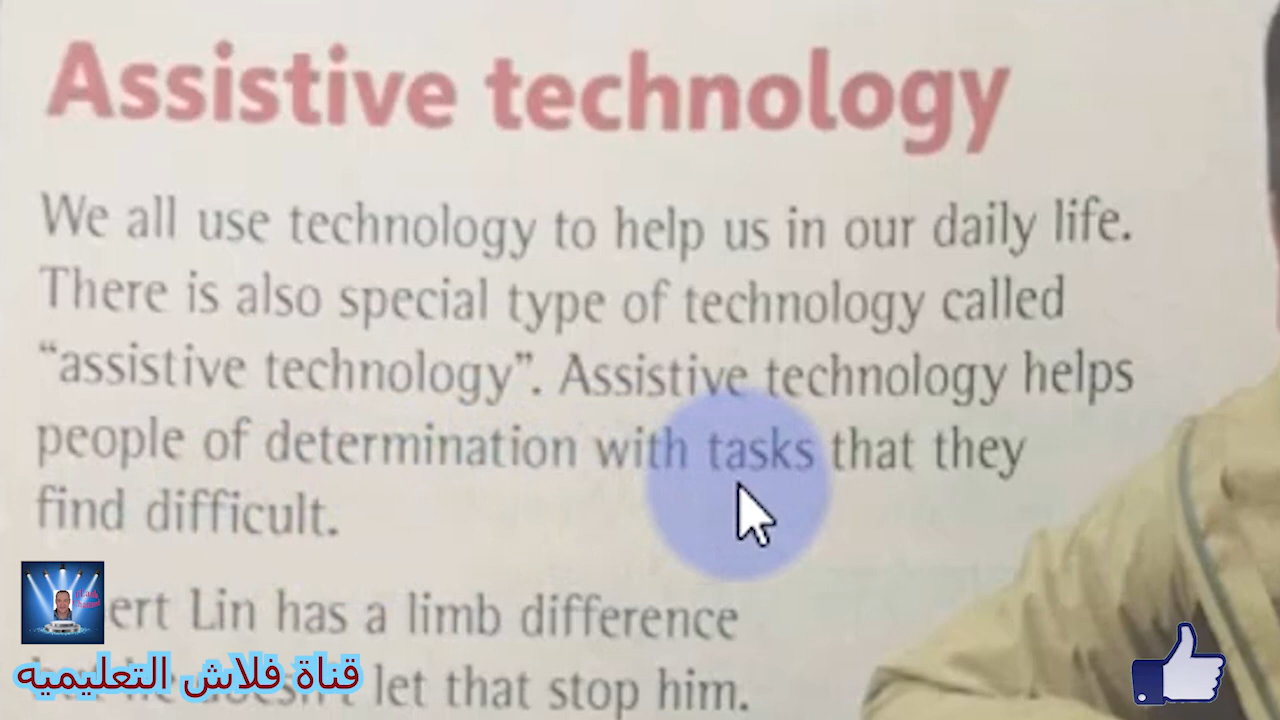 Assistive technology
We all use technology to help us in our daily life.
There is also special type of technology called
“assistive technology”. Assistive technology helps
people of determination with tasks that they
find difficult.
ert Lin has a limb difference
let that stop him.
قناة فلاش التعليميه